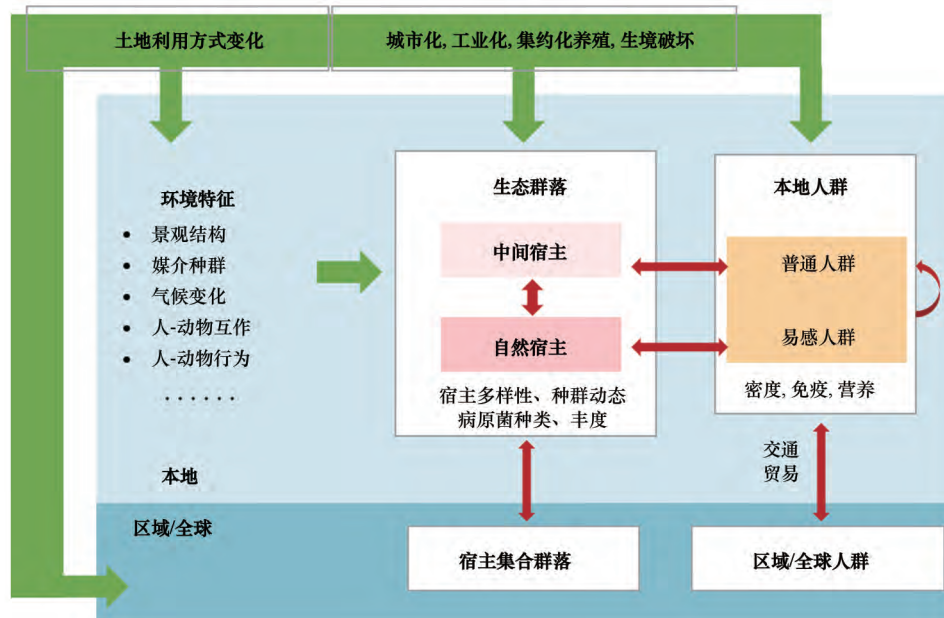 土地利用方式变化
城市化, 工业化, 集约化养殖, 生境破坏
环境特征
• 景观结构
• 媒介种群
• 气候变化
• 人-动物互作
• 人-动物行为
. . . . . .
生态群落
中间宿主
自然宿主
宿主多样性、种群动态
病原菌种类、丰度
本地人群
普通人群
易感人群
密度, 免疫, 营养
交通
贸易
本地
区域/全球
宿主集合群落
区域/全球人群